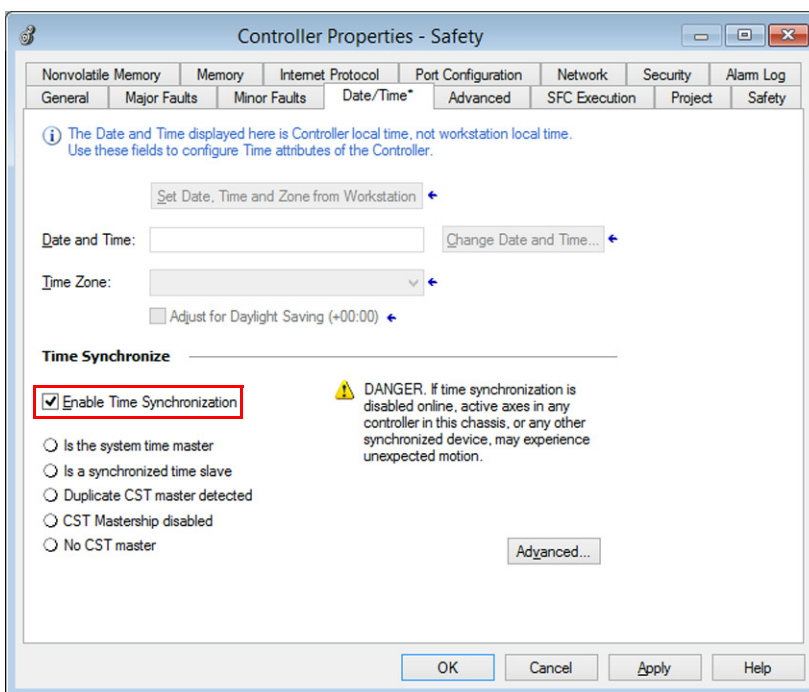 Controller Properties - Safety
Nonvolatile Memory Memory Internet Protocol Port Configuration Network Security Alarm Log
General Major Faults Minor Faults Date/Time* Advanced SFC Execution Project Safety
The Date and Time displayed here is Controller local time, not workstation local time.
Use these fields to configure Time attributes of the Controller.
Set Date, Time and Zone from Workstation
Date and Time: Change Date and Time...
Time Zone:
Adjust for Daylight Saving (+00:00)
Time Synchronize
Enable Time Synchronization
DANGER. If time synchronization is
disabled online, active axes in any
controller in this chassis, or any other
synchronized device, may experience
unexpected motion.
Is the system time master
Is a synchronized time slave
Duplicate CST master detected
CST Mastership disabled
No CST master
Advanced...
OK Cancel Apply Help